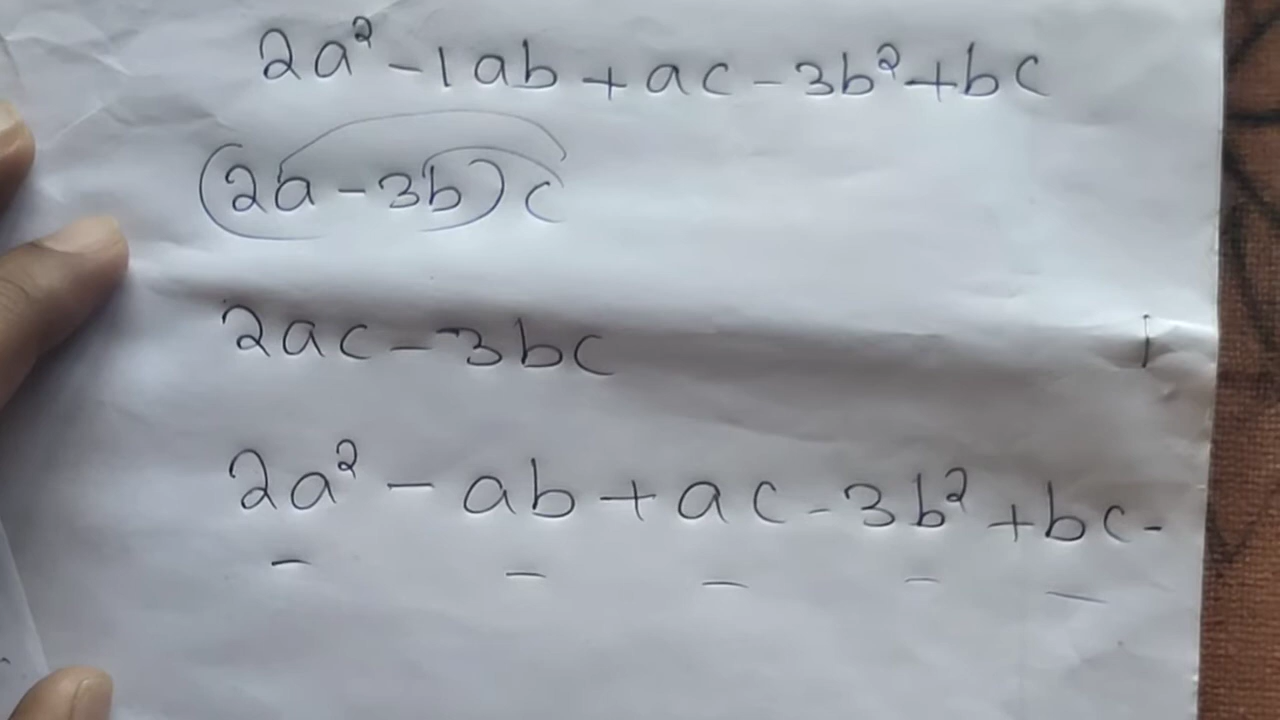 2a² - 1ab + ac - 3b² + bc
(2a - 3b) c
2ac - 3bc
2a² - ab + ac - 3b² + bc -